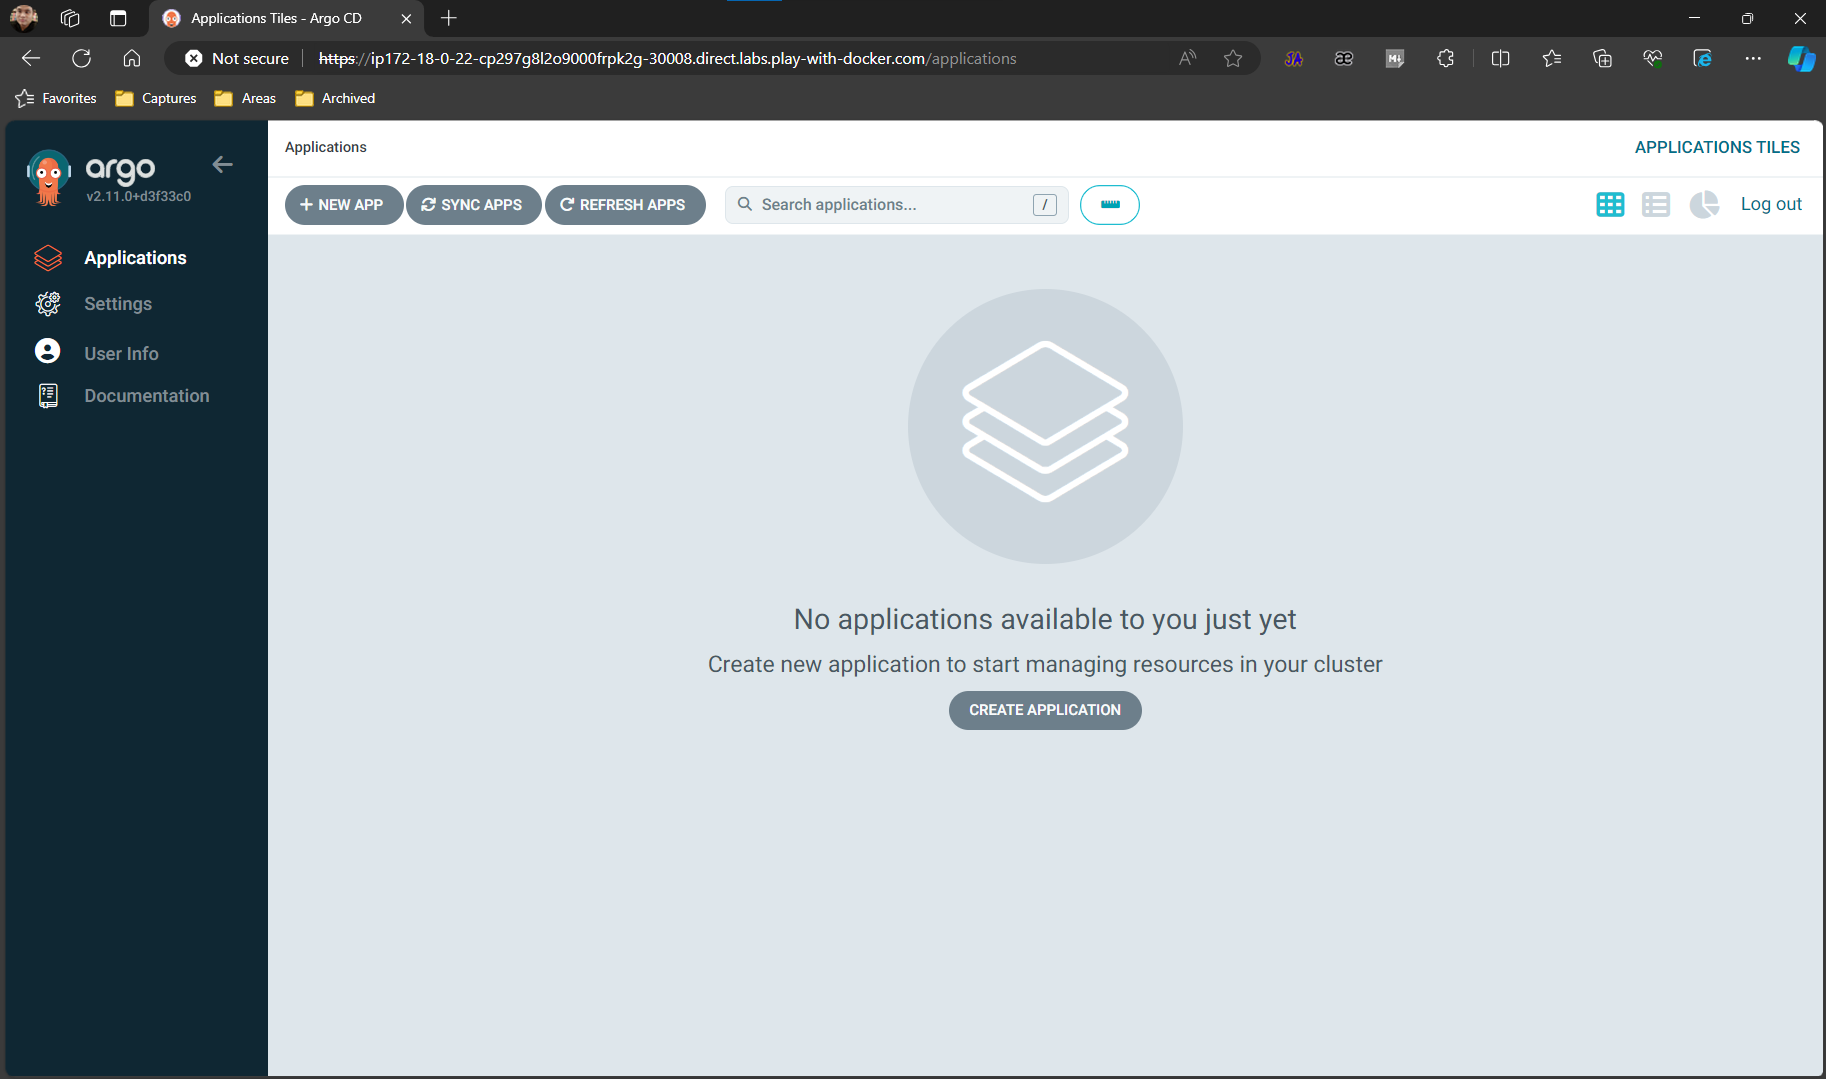 Applications Tiles - Argo CD
Not secure
https://ip172-18-0-22-cp297g8l2o9000frpk2g-30008.direct.labs.play-with-docker.com/applications
Favorites
Captures
Areas
Archived
argo
v2.11.0+d3f33c0
Applications
Settings
User Info
Documentation
Applications
APPLICATIONS TILES
+ NEW APP
SYNC APPS
REFRESH APPS
Search applications...
/
Log out
No applications available to you just yet
Create new application to start managing resources in your cluster
CREATE APPLICATION